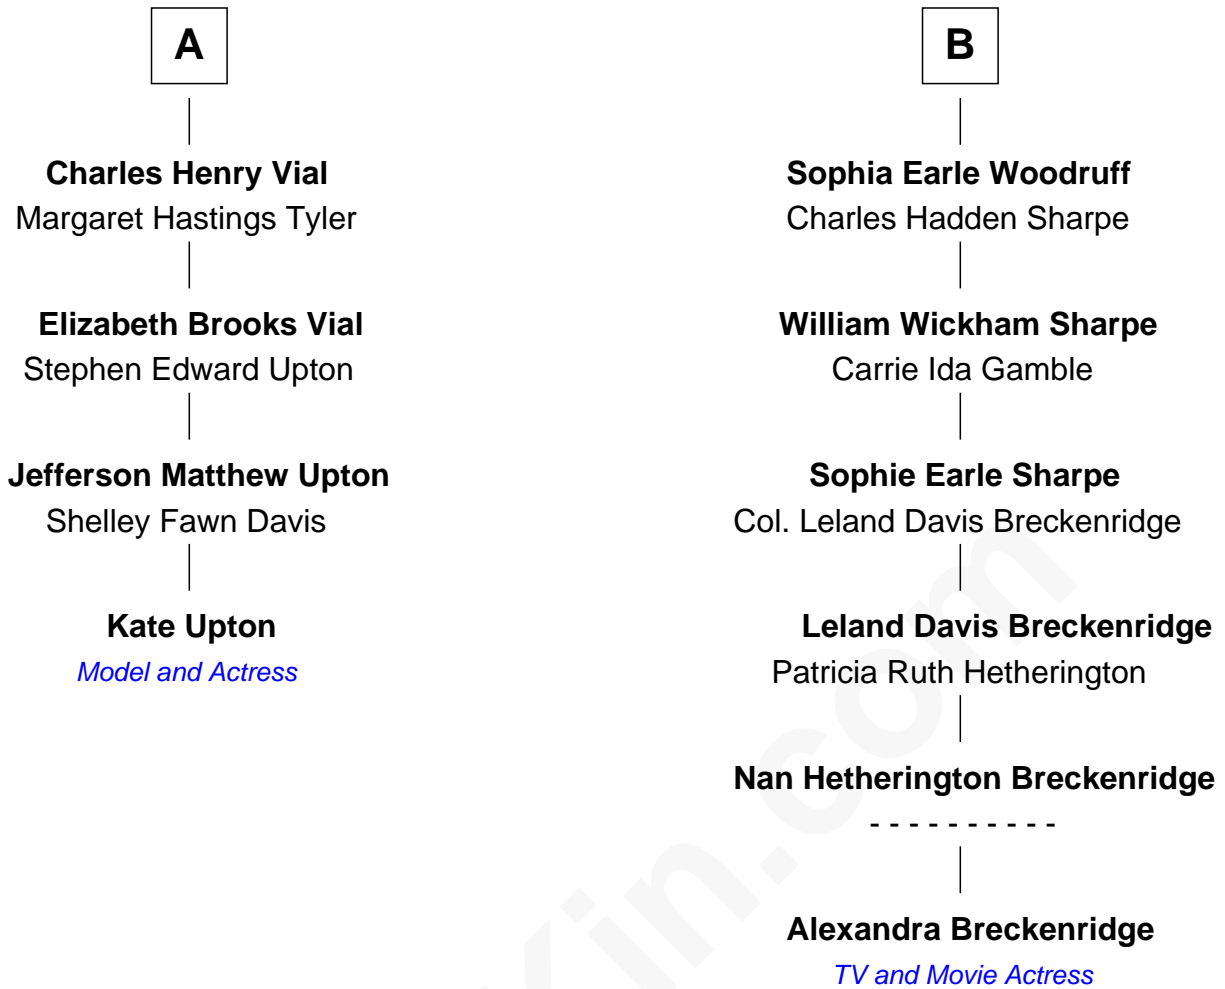 A
Charles Henry Vial
Margaret Hastings Tyler
Elizabeth Brooks Vial
Stephen Edward Upton
Jefferson Matthew Upton
Shelley Fawn Davis
Kate Upton
Model and Actress
B
Sophia Earle Woodruff
Charles Hadden Sharpe
William Wickham Sharpe
Carrie Ida Gamble
Sophie Earle Sharpe
Col. Leland Davis Breckenridge
Leland Davis Breckenridge
Patricia Ruth Hetherington
Nan Hetherington Breckenridge
- - - - - - - - - -
Alexandra Breckenridge
TV and Movie Actress
Kin.com